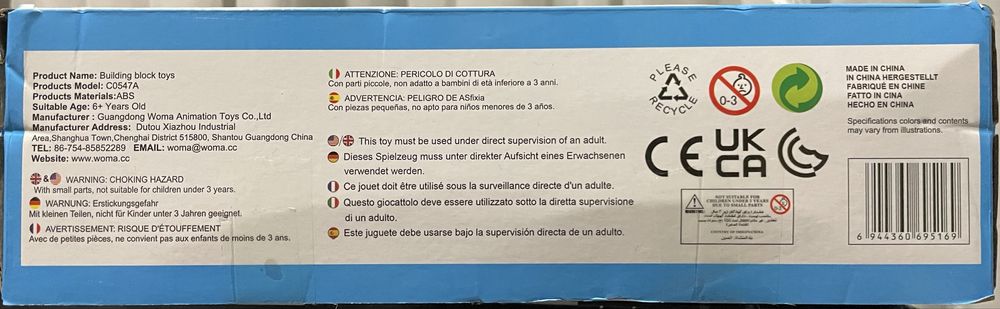 Product Name: Building block toys
Product Models: C0547A
Products Materials:ABS
Suitable Age: 6+ Years Old
Manufacturer : Guangdong Woma Animation Toys Co.,Ltd
Manufacturer Address: Dutou Xiazhou Industrial
Area,Shanghua Town,Chenghai District 515800, Shantou Guangdong China
TEL: 86-754-85852289 EMAIL: woma@woma.cc
Website: www.woma.cc
WARNING: CHOKING HAZARD
With small parts, not suitable for children under 3 years.
WARNUNG: Erstickungsgefahr
Mit kleinen Teilen, nicht für Kinder unter 3 Jahren geeignet.
AVERTISSEMENT: RISQUE D'ÉTOUFFEMENT
Avec de petites pièces, ne convient pas aux enfants de moins de 3 ans.
ATTENZIONE: PERICOLO DI COTTURA
Con parti piccole, non adatto a bambini di età inferiore a 3 anni.
ADVERTENCIA: PELIGRO DE ASfixia
Con piezas pequeñas, no apto para niños menores de 3 años.
This toy must be used under direct supervision of an adult.
Dieses Spielzeug muss unter direkter Aufsicht eines Erwachsenen
verwendet werden.
Ce jouet doit être utilisé sous la surveillance directe d'un adulte.
Questo giocattolo deve essere utilizzato sotto la diretta supervisione
di un adulto.
Este juguete debe usarse bajo la supervisión directa de un adulto.
PLEASE
RECYCLE
0-3
CE
UK
CA
NOT SUITABLE FOR
CHILDREN UNDER 3 YEARS
DUE TO SMALL PARTS
COUNTRY OF ORIGIN:CHINA
MADE IN CHINA
IN CHINA HERGESTELLT
FABRIQUÉ EN CHINE
FATTO IN CINA
HECHO EN CHINA
Specifications colors and contents
may vary from illustrations.
6 944360 695169